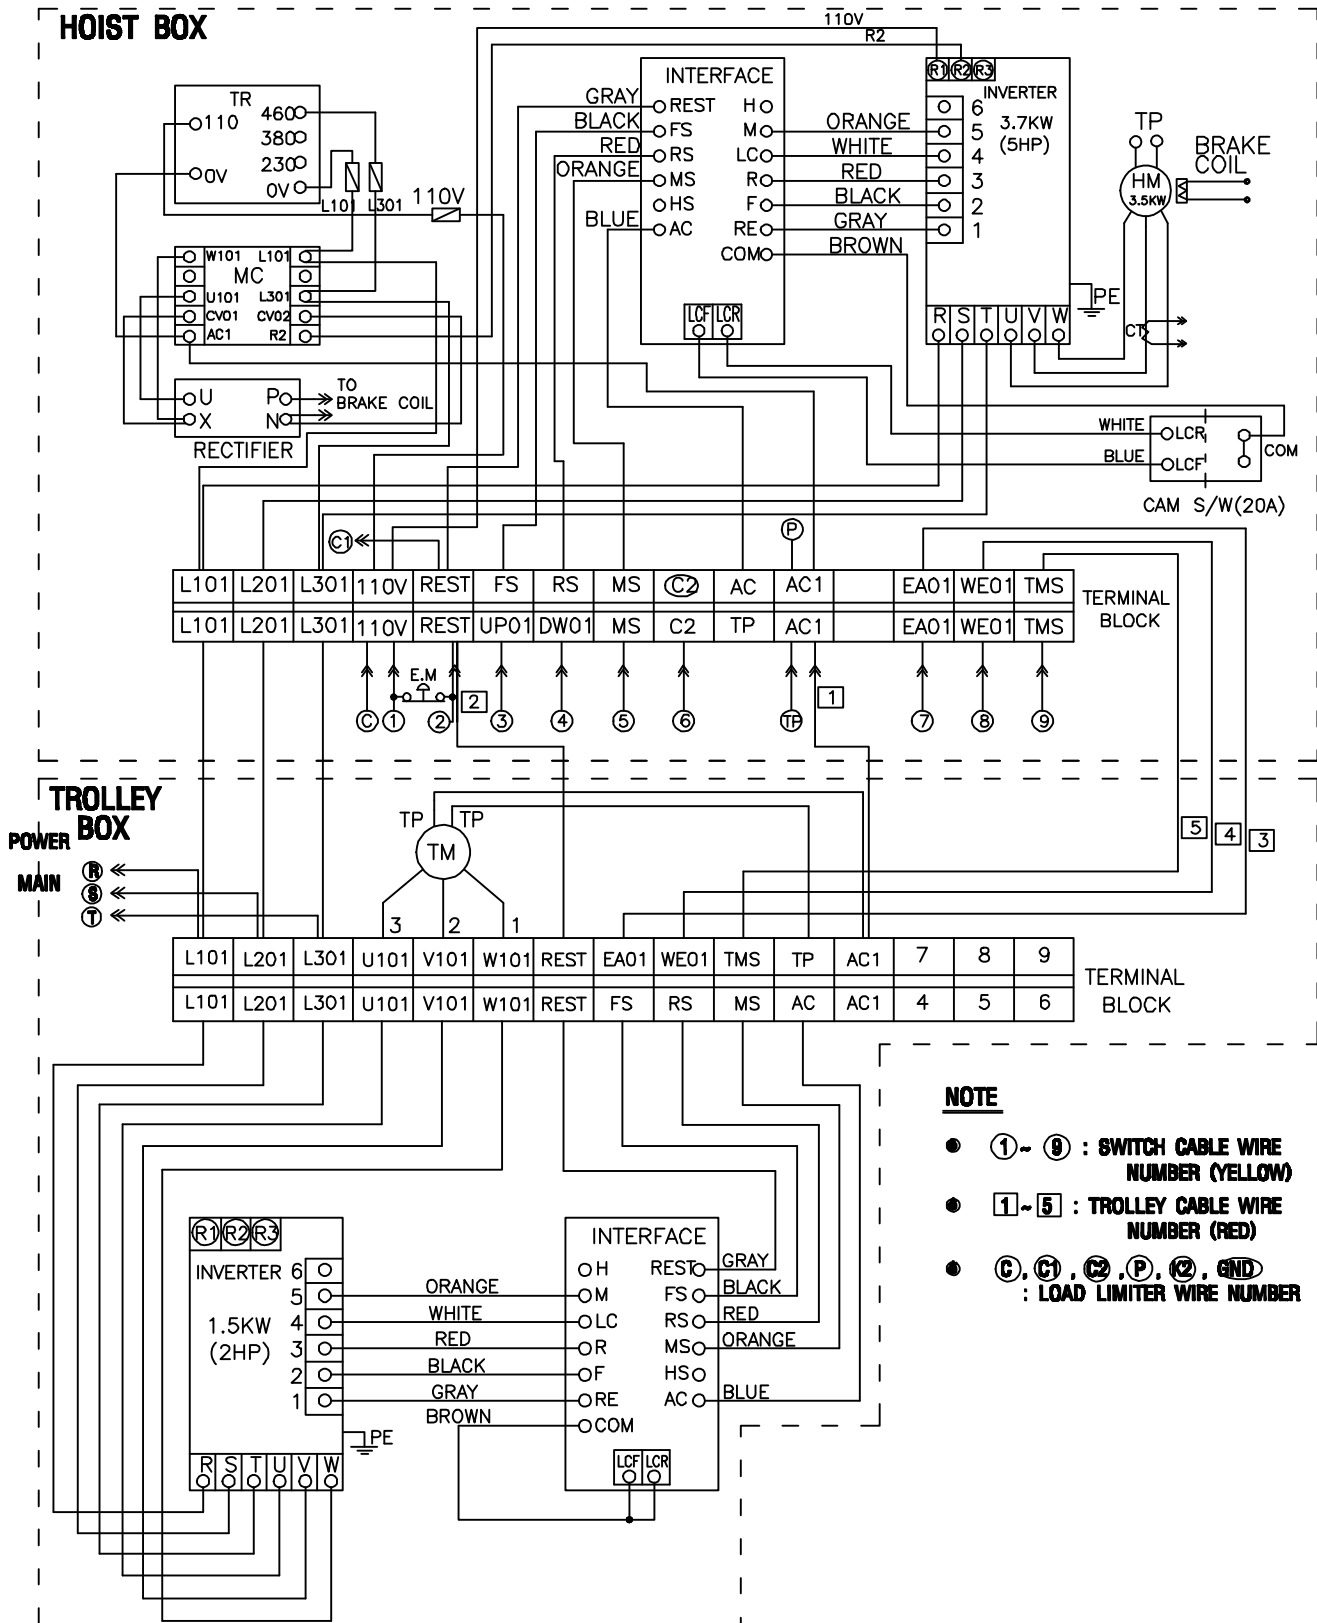 HOIST BOX
110V
R2
TR
460
110
380
230
0V
0V
L101 L301
110V
INTERFACE
GRAY REST H
BLACK FS M ORANGE
RED RS LC WHITE
ORANGE MS R RED
HS F BLACK
BLUE AC RE GRAY
COM BROWN
LCF LCR
R1 R2 R3
INVERTER
6
5
4
3
2
1
3.7KW
(5HP)
R S T U V W
PE
TP
HM
3.5KW
BRAKE
COIL
CT
W101 L101
MC
U101 L301
CV01 CV02
AC1 R2
U P
X N
TO
BRAKE COIL
RECTIFIER
WHITE LCR
BLUE LCF
COM
CAM S/W(20A)
C1
P
L101 L201 L301 110V REST FS RS MS C2 AC AC1 EA01 WE01 TMS
L101 L201 L301 110V REST UP01 DW01 MS C2 TP AC1 EA01 WE01 TMS
TERMINAL
BLOCK
E.M
2
1
C 1 2 3 4 5 6 TP 7 8 9
TROLLEY
BOX
POWER
MAIN
R
S
T
TP TP
TM
3 2 1
5 4 3
L101 L201 L301 U101 V101 W101 REST EA01 WE01 TMS TP AC1 7 8 9
L101 L201 L301 U101 V101 W101 REST FS RS MS AC AC1 4 5 6
TERMINAL
BLOCK
NOTE
● ①~ ⑨ : SWITCH CABLE WIRE
NUMBER (YELLOW)
● 1~5 : TROLLEY CABLE WIRE
NUMBER (RED)
● C, C1, C2, P, K2, GND
: LOAD LIMITER WIRE NUMBER
R1 R2 R3
INVERTER
6
5
4
3
2
1
1.5KW
(2HP)
R S T U V W
PE
ORANGE
WHITE
RED
BLACK
GRAY
BROWN
INTERFACE
H REST GRAY
M FS BLACK
LC RS RED
R MS ORANGE
F HS
RE AC BLUE
COM
LCF LCR